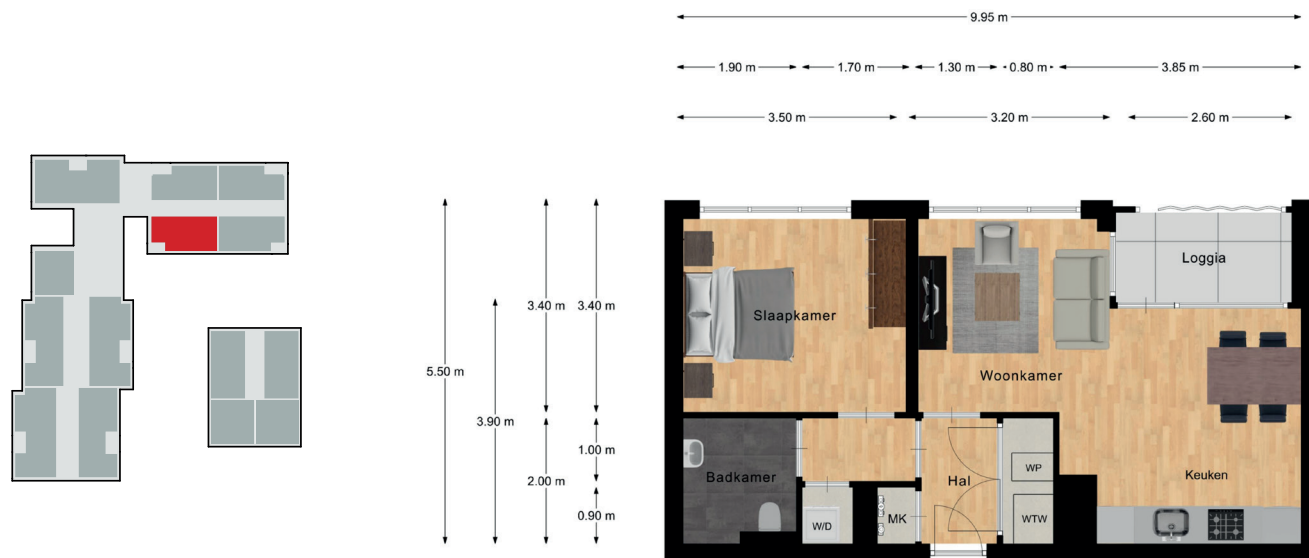 9.95 m
1.90 m
1.70 m
1.30 m
0.80 m
3.85 m
3.50 m
3.20 m
2.60 m
5.50 m
3.90 m
3.40 m
3.40 m
2.00 m
1.00 m
0.90 m
Loggia
Slaapkamer
Woonkamer
Badkamer
Hal
WP
Keuken
W/D
MK
WTW